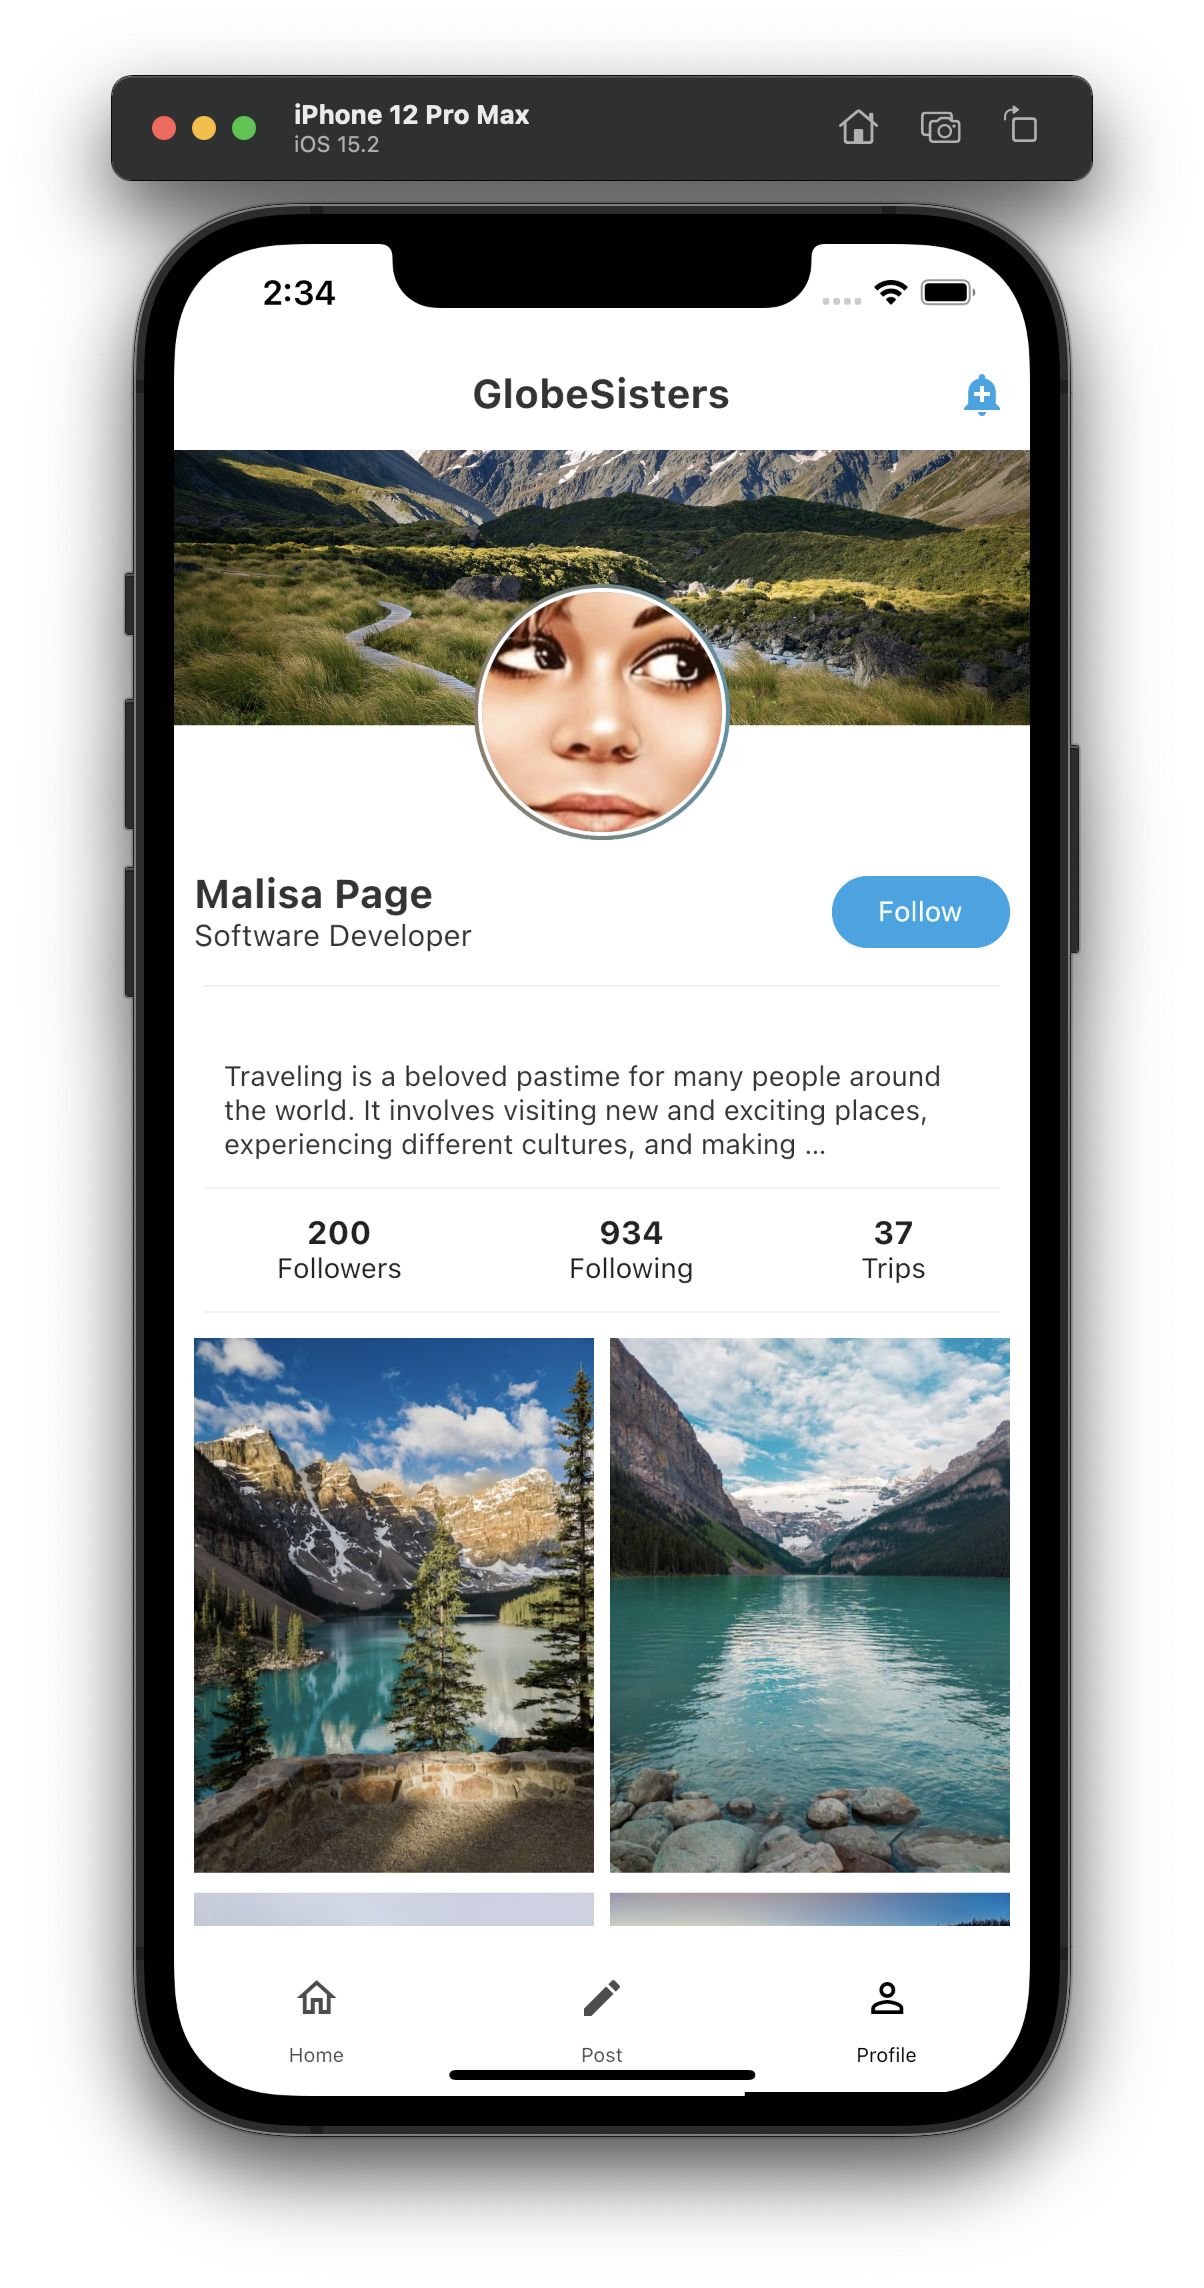 iPhone 12 Pro Max
iOS 15.2
2:34
GlobeSisters
Malisa Page
Software Developer
Follow
Traveling is a beloved pastime for many people around
the world. It involves visiting new and exciting places,
experiencing different cultures, and making ...
200 934 37
Followers Following Trips
Home Post Profile